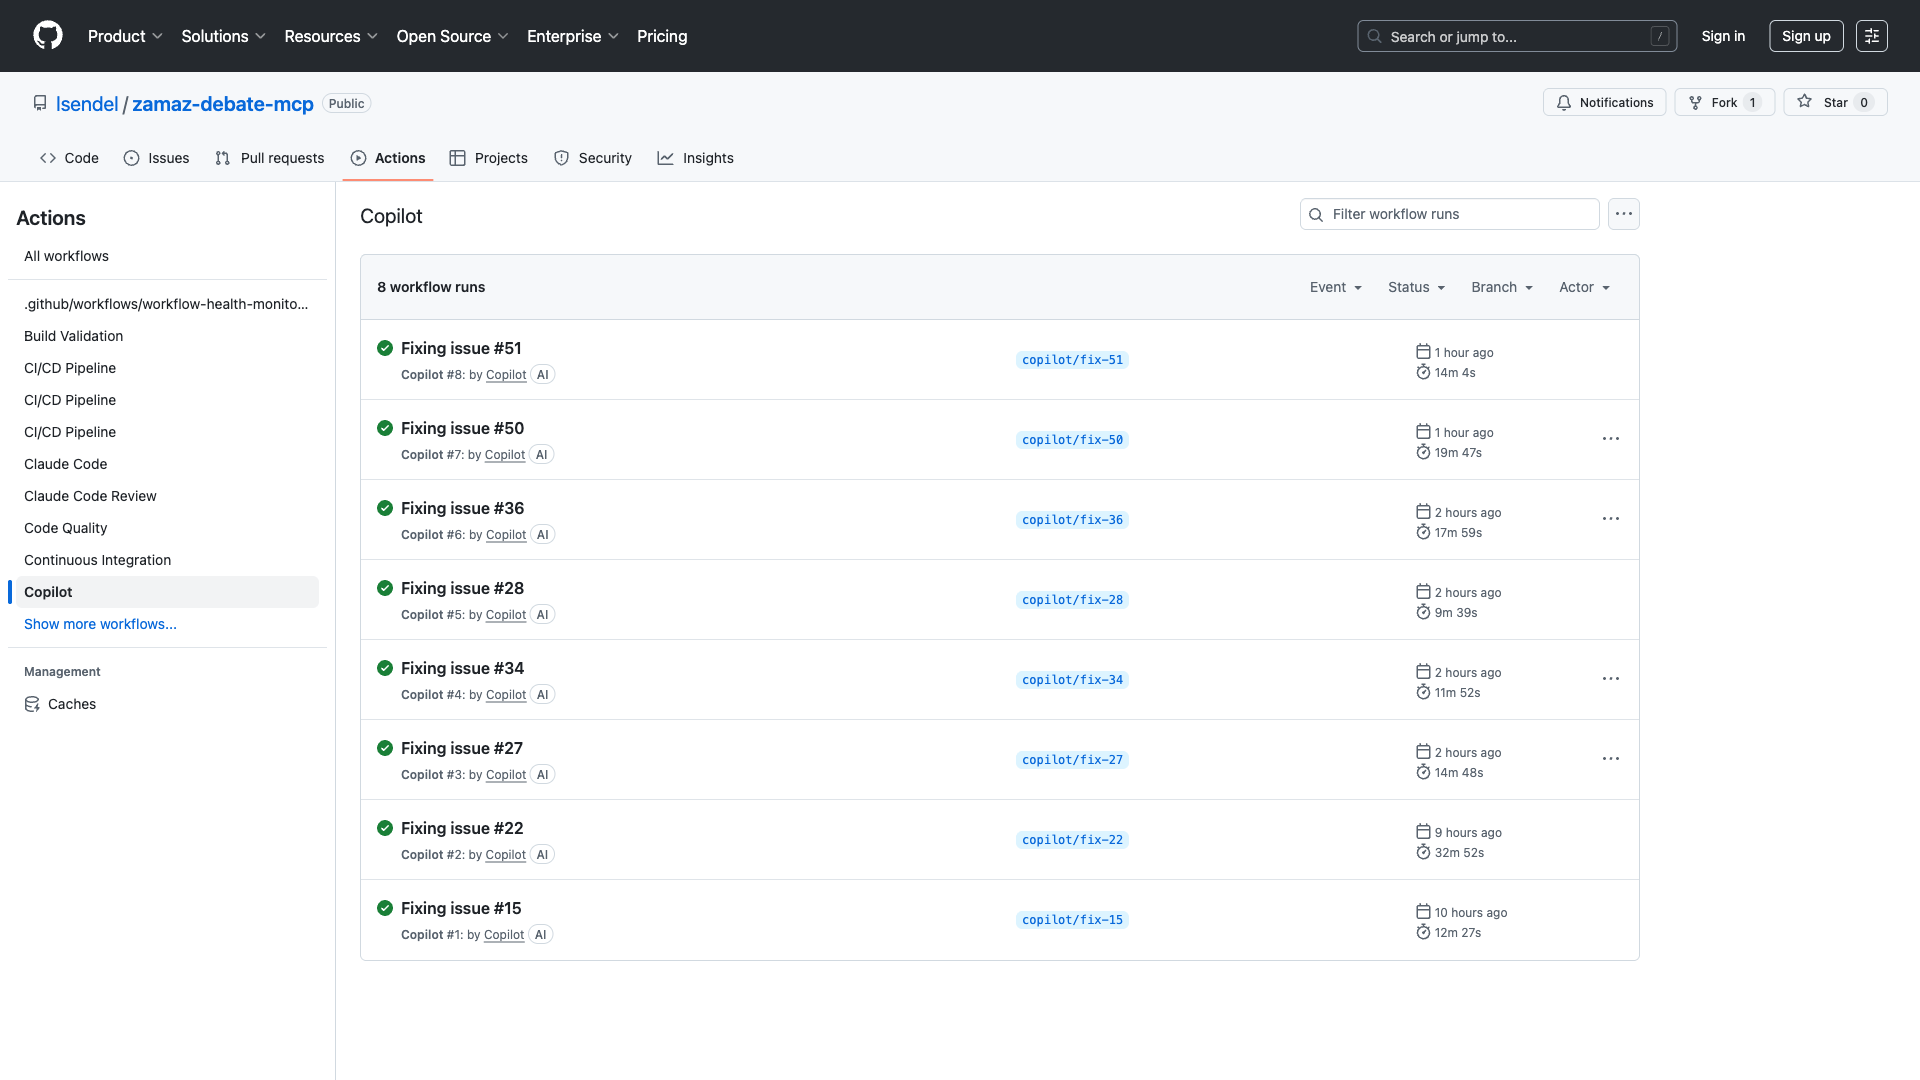 Product Solutions Resources Open Source Enterprise Pricing Search or jump to... / Sign in Sign up
lsendel / zamaz-debate-mcp Public Notifications Fork 1 Star 0
Code Issues Pull requests Actions Projects Security Insights
Actions
All workflows
.github/workflows/workflow-health-monito...
Build Validation
CI/CD Pipeline
CI/CD Pipeline
CI/CD Pipeline
Claude Code
Claude Code Review
Code Quality
Continuous Integration
Copilot
Show more workflows...
Management
Caches
Copilot Filter workflow runs
8 workflow runs Event Status Branch Actor
Fixing issue #51
Copilot #8: by Copilot AI
copilot/fix-51
1 hour ago
14m 4s
Fixing issue #50
Copilot #7: by Copilot AI
copilot/fix-50
1 hour ago
19m 47s
Fixing issue #36
Copilot #6: by Copilot AI
copilot/fix-36
2 hours ago
17m 59s
Fixing issue #28
Copilot #5: by Copilot AI
copilot/fix-28
2 hours ago
9m 39s
Fixing issue #34
Copilot #4: by Copilot AI
copilot/fix-34
2 hours ago
11m 52s
Fixing issue #27
Copilot #3: by Copilot AI
copilot/fix-27
2 hours ago
14m 48s
Fixing issue #22
Copilot #2: by Copilot AI
copilot/fix-22
9 hours ago
32m 52s
Fixing issue #15
Copilot #1: by Copilot AI
copilot/fix-15
10 hours ago
12m 27s